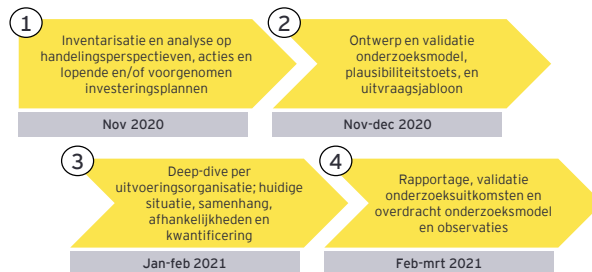 1
Inventarisatie en analyse op
handelingsperspectieven, acties en
lopende en/of voorgenomen
investeringsplannen
Nov 2020
2
Ontwerp en validatie
onderzoeksmodel,
plausibiliteitstoets, en
uitvraagsjabloon
Nov-dec 2020
3
Deep-dive per
uitvoeringsorganisatie; huidige
situatie, samenhang,
afhankelijkheden en
kwantificering
Jan-feb 2021
4
Rapportage, validatie
onderzoeksuitkomsten en
overdracht onderzoeksmodel
en observaties
Feb-mrt 2021